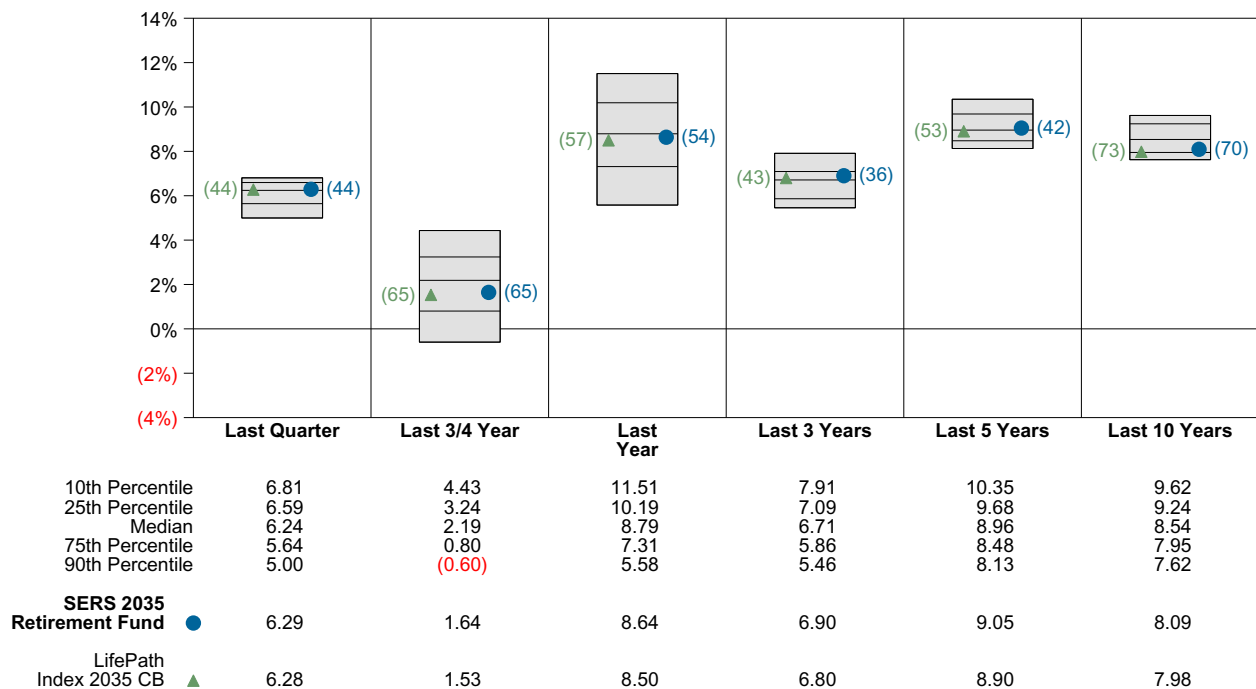 14%
12%
10%
8%
6%
4%
2%
0%
(2%)
(4%)
(44) (44)
(65) (65)
(57) (54)
(43) (36)
(53) (42)
(73) (70)
Last Quarter Last 3/4 Year Last Year Last 3 Years Last 5 Years Last 10 Years
10th Percentile 6.81 4.43 11.51 7.91 10.35 9.62
25th Percentile 6.59 3.24 10.19 7.09 9.68 9.24
Median 6.24 2.19 8.79 6.71 8.96 8.54
75th Percentile 5.64 0.80 7.31 5.86 8.48 7.95
90th Percentile 5.00 (0.60) 5.58 5.46 8.13 7.62
SERS 2035
Retirement Fund 6.29 1.64 8.64 6.90 9.05 8.09
LifePath
Index 2035 CB 6.28 1.53 8.50 6.80 8.90 7.98